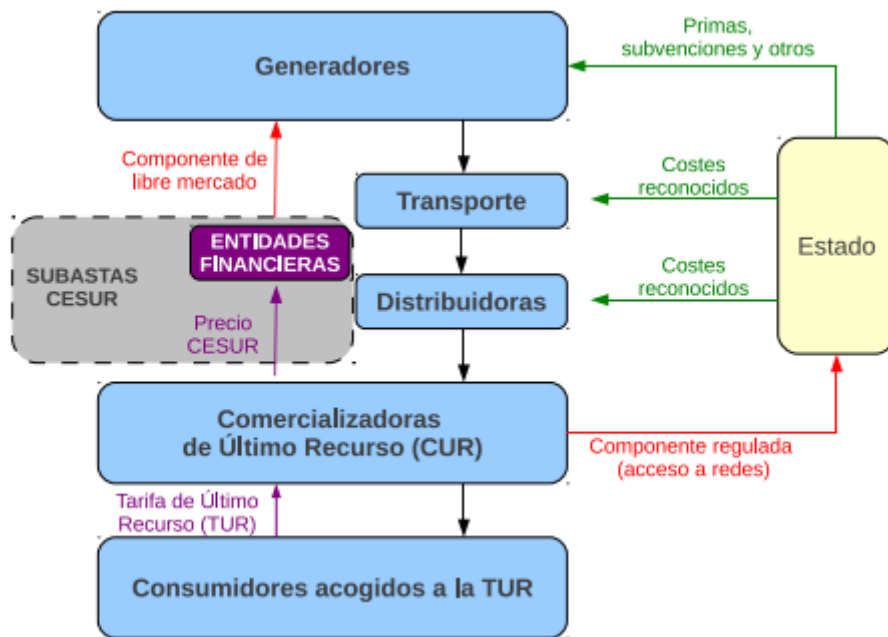 Primas,
subvenciones y otros
Generadores
Componente de
libre mercado
Costes
reconocidos
Transporte
ENTIDADES
FINANCIERAS
Estado
SUBASTAS
CESUR
Costes
reconocidos
Distribuidoras
Precio
CESUR
Comercializadoras
de Último Recurso (CUR)
Componente regulada
(acceso a redes)
Tarifa de Último
Recurso (TUR)
Consumidores acogidos a la TUR